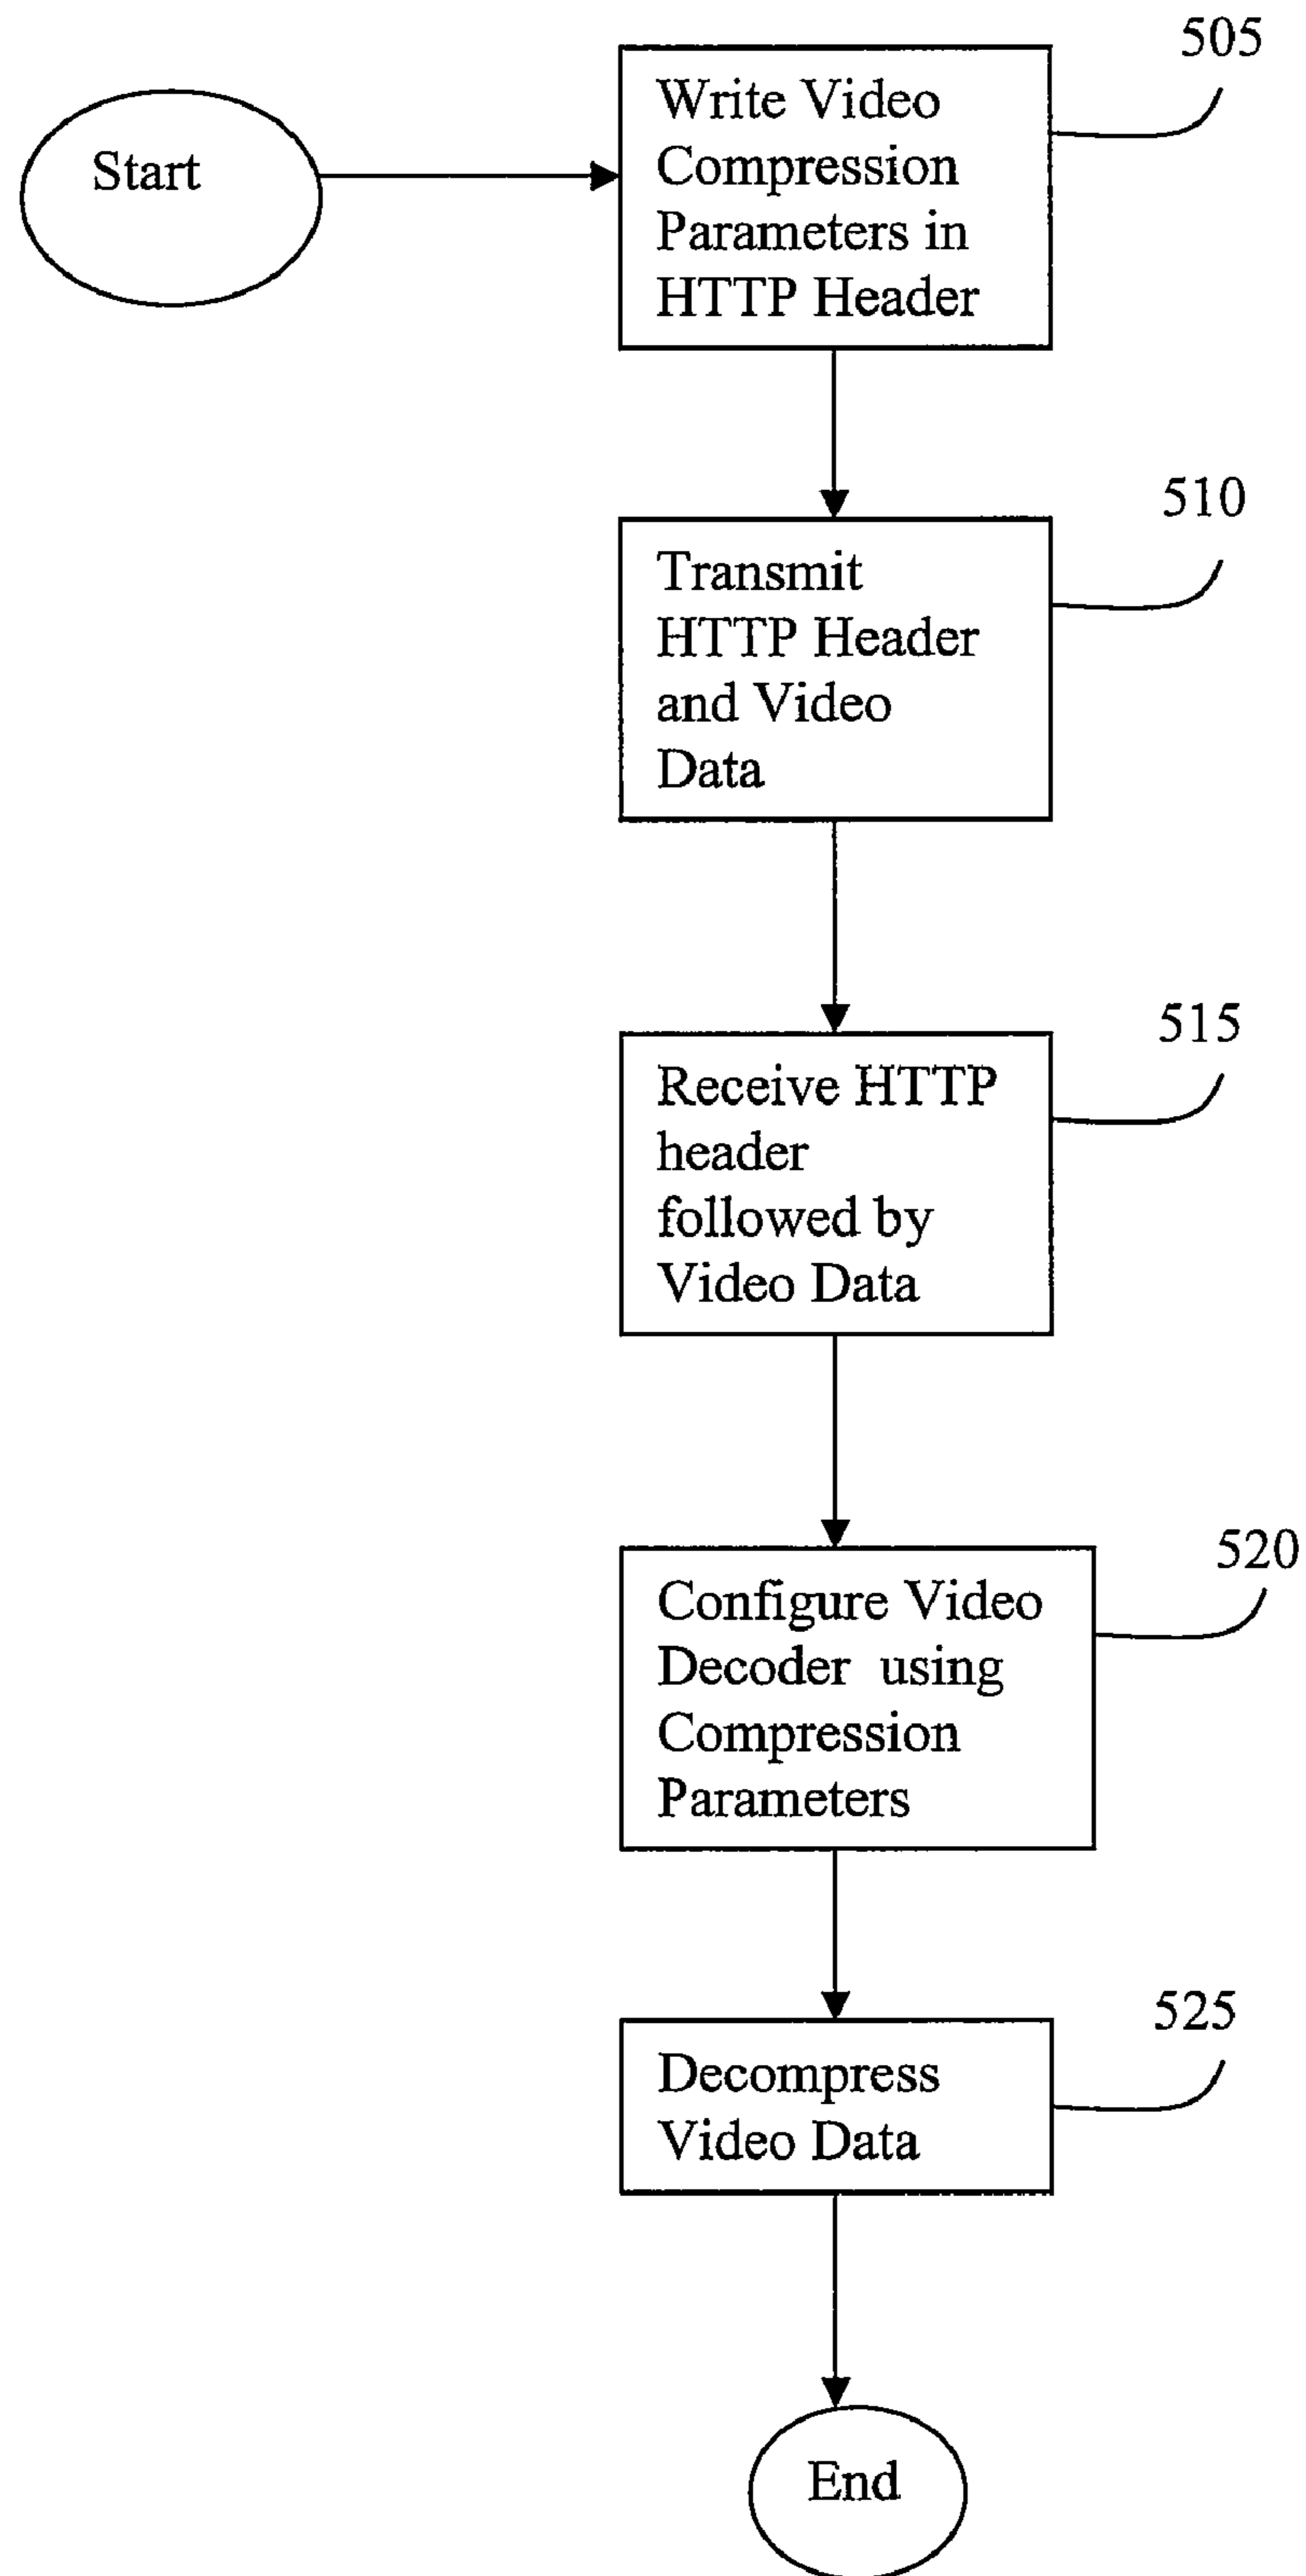 505
Start
Write Video
Compression
Parameters in
HTTP Header
510
Transmit
HTTP Header
and Video
Data
515
Receive HTTP
header
followed by
Video Data
520
Configure Video
Decoder using
Compression
Parameters
525
Decompress
Video Data
End